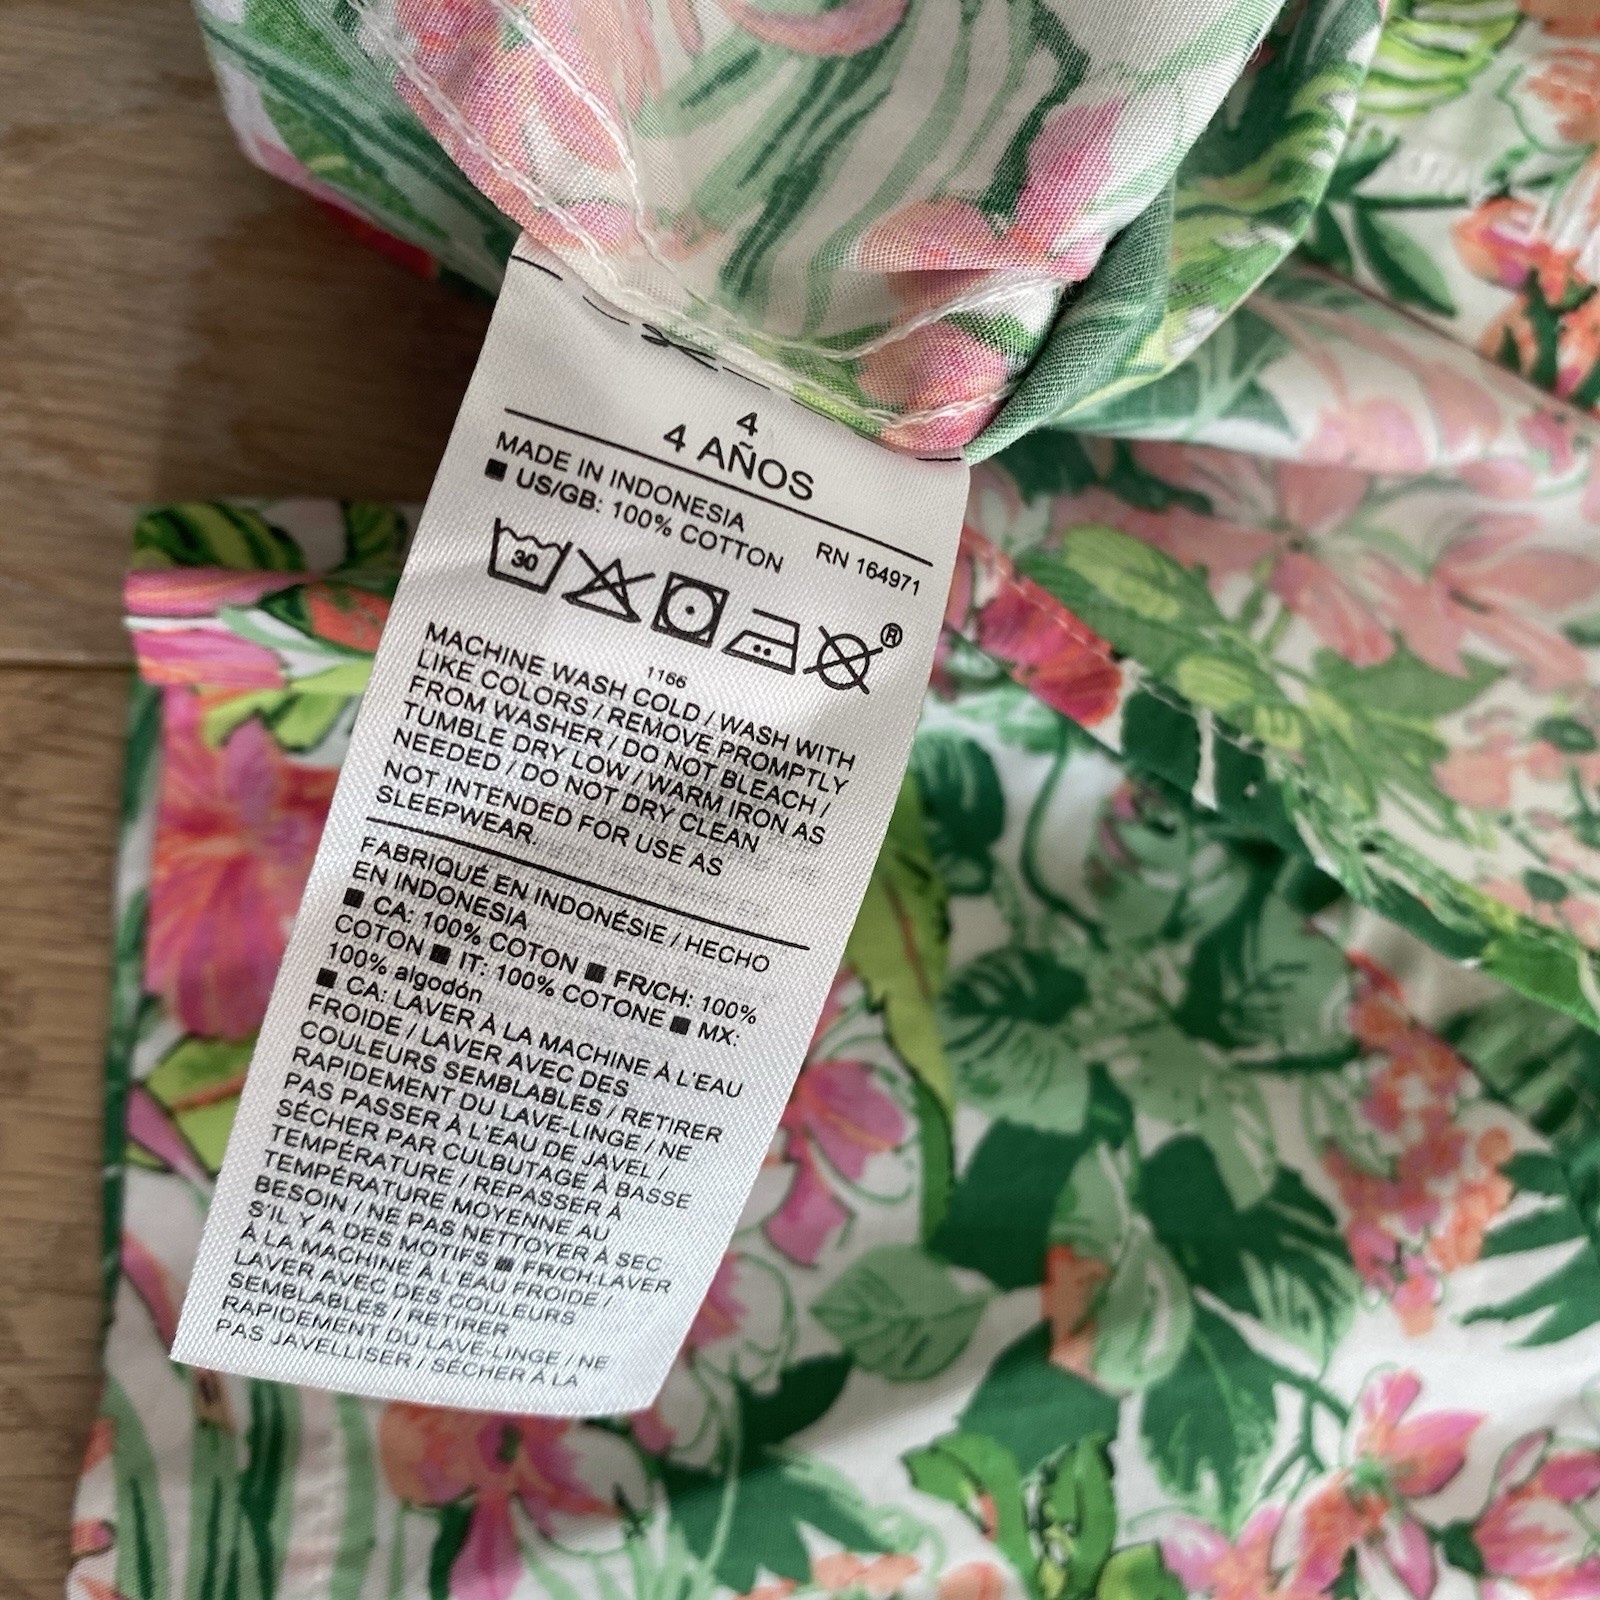 4
4 AÑOS
MADE IN INDONESIA
■ US/GB: 100% COTTON RN 164971
30
®
1166
MACHINE WASH COLD / WASH WITH
LIKE COLORS / REMOVE PROMPTLY
FROM WASHER / DO NOT BLEACH /
TUMBLE DRY LOW / WARM IRON AS
NEEDED / DO NOT DRY CLEAN
NOT INTENDED FOR USE AS
SLEEPWEAR.
FABRIQUÉ EN INDONÉSIE / HECHO
EN INDONESIA
■ CA: 100% COTON ■ FR/CH: 100%
COTON ■ IT: 100% COTONE ■ MX:
100% algodón
■ CA: LAVER À LA MACHINE À L'EAU
FROIDE / LAVER AVEC DES
COULEURS SEMBLABLES / RETIRER
RAPIDEMENT DU LAVE-LINGE / NE
PAS PASSER À L'EAU DE JAVEL /
SÉCHER PAR CULBUTAGE À BASSE
TEMPÉRATURE / REPASSER À
TEMPÉRATURE MOYENNE AU
BESOIN / NE PAS NETTOYER À SEC
S'IL Y A DES MOTIFS ■ FR/CH:LAVER
À LA MACHINE À L'EAU FROIDE /
LAVER AVEC DES COULEURS
SEMBLABLES / RETIRER
RAPIDEMENT DU LAVE-LINGE / NE
PAS JAVELLISER / SÉCHER À LA